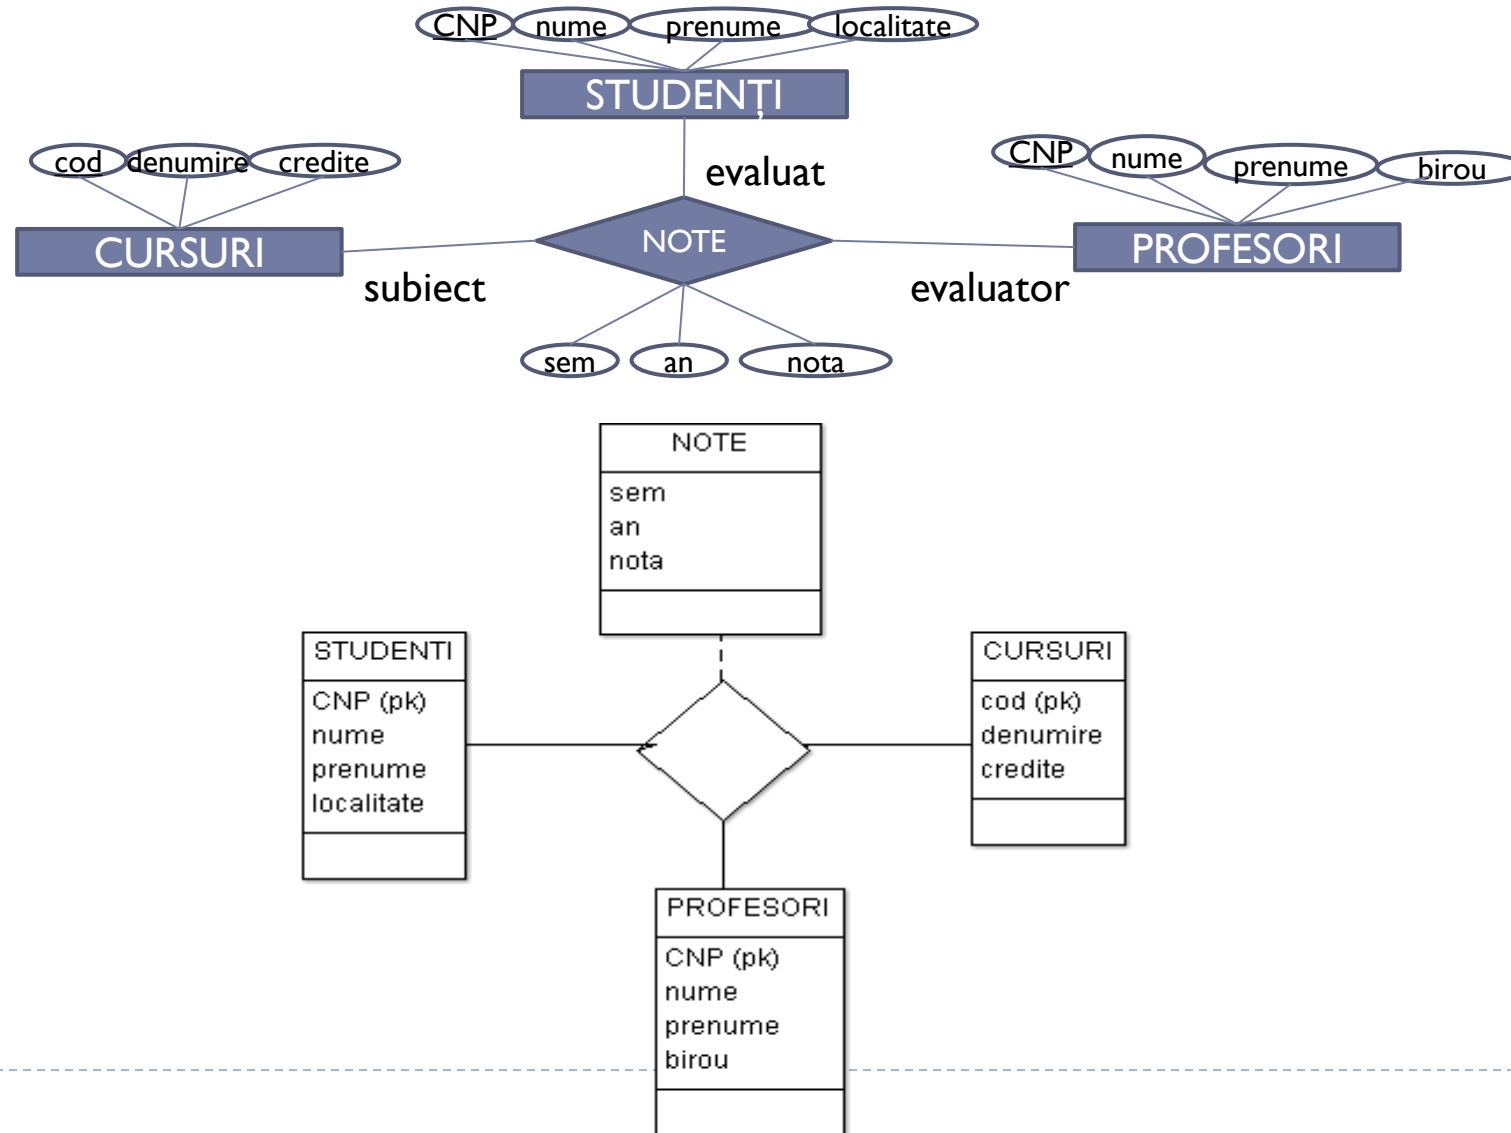 CNP nume prenume localitate
STUDENȚI
cod denumire credite
CNP nume prenume birou
evaluat
CURSURI
NOTE
PROFESORI
subiect
evaluator
sem an nota
NOTE
sem
an
nota
STUDENTI
CNP (pk)
nume
prenume
localitate
CURSURI
cod (pk)
denumire
credite
PROFESORI
CNP (pk)
nume
prenume
birou